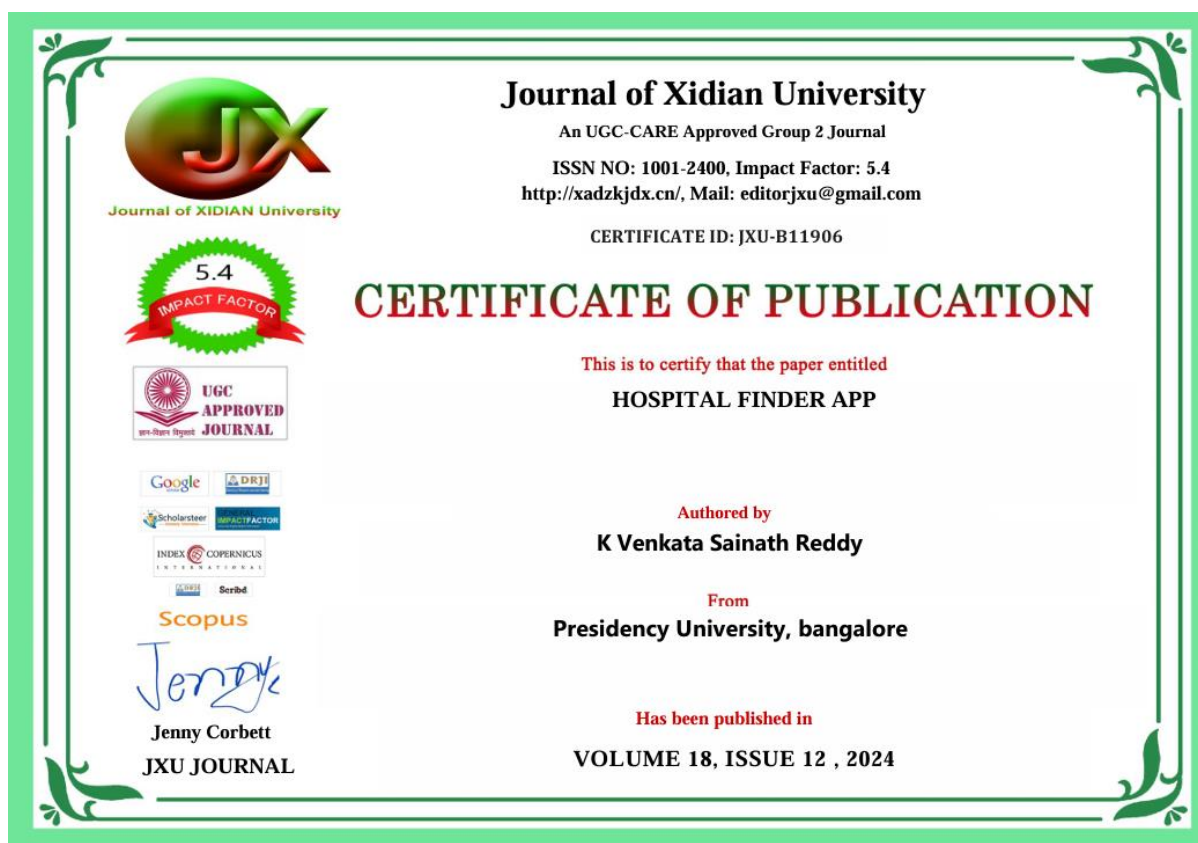 JX
Journal of XIDIAN University
Journal of Xidian University
An UGC-CARE Approved Group 2 Journal
ISSN NO: 1001-2400, Impact Factor: 5.4
http://xadzkjdx.cn/, Mail: editorjxu@gmail.com
CERTIFICATE ID: JXU-B11906
5.4
IMPACT FACTOR
CERTIFICATE OF PUBLICATION
This is to certify that the paper entitled
HOSPITAL FINDER APP
UGC
APPROVED
JOURNAL
ज्ञान-विज्ञान विमुक्तये
Google
DRJI
Scholarsteer
GENERAL
IMPACTFACTOR
INDEX COPERNICUS
INTERNATIONAL
DRJI
Scribd
Scopus
Authored by
K Venkata Sainath Reddy
From
Presidency University, bangalore
Jenny
Jenny Corbett
JXU JOURNAL
Has been published in
VOLUME 18, ISSUE 12 , 2024